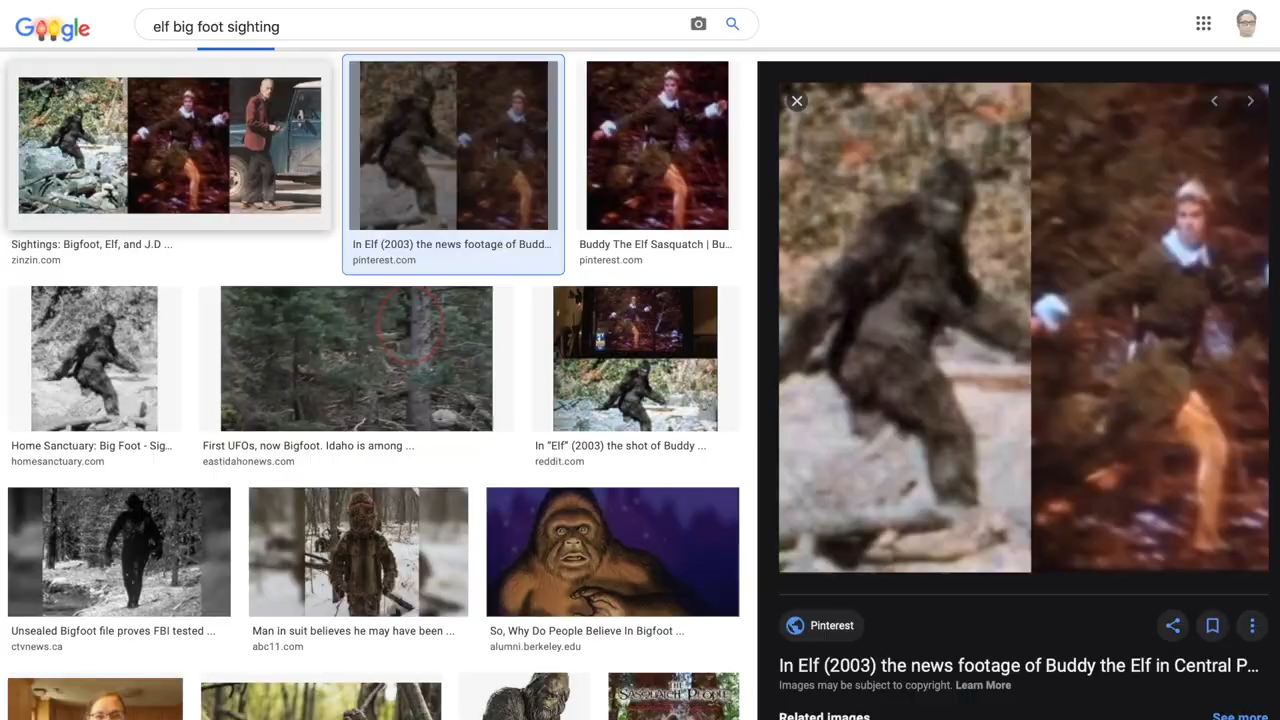 Google
elf big foot sighting
Sightings: Bigfoot, Elf, and J.D ...
zinzin.com
In Elf (2003) the news footage of Budd...
pinterest.com
Buddy The Elf Sasquatch | Bu...
pinterest.com
Home Sanctuary: Big Foot - Sig...
homesanctuary.com
First UFOs, now Bigfoot. Idaho is among ...
eastidahonews.com
In “Elf” (2003) the shot of Buddy ...
reddit.com
Unsealed Bigfoot file proves FBI tested ...
ctvnews.ca
Man in suit believes he may have been ...
abc11.com
So, Why Do People Believe In Bigfoot ...
alumni.berkeley.edu
THE
SASQUATCH PEOPLE
Pinterest
In Elf (2003) the news footage of Buddy the Elf in Central P...
Images may be subject to copyright. Learn More
Related images
See more